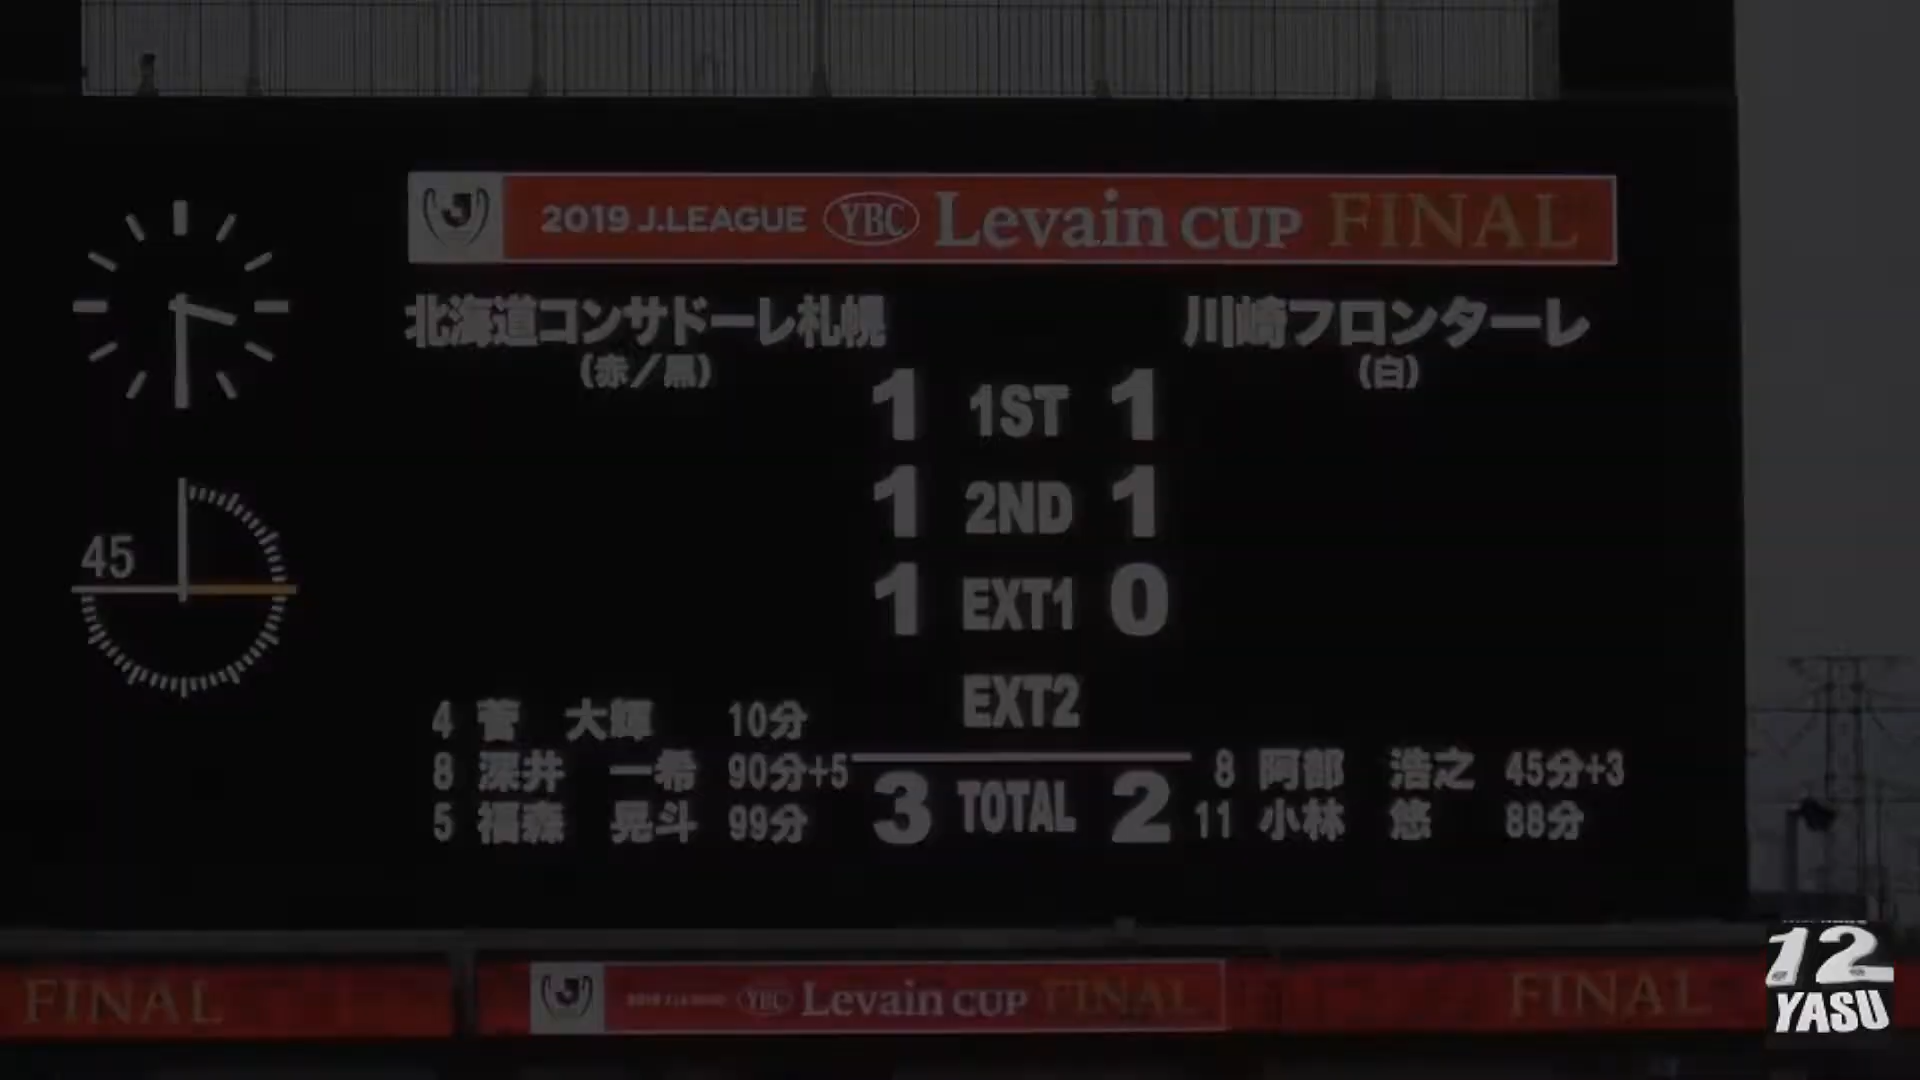 2019 J.LEAGUE YBC Levain CUP FINAL
北海道コンサドーレ札幌 川崎フロンターレ
(赤/黒) (白)
1 1ST 1
1 2ND 1
45
1 EXT1 0
EXT2
4 菅 大輝 10分
8 深井 一希 90分+5
5 福森 晃斗 99分
3 TOTAL 2
8 阿部 浩之 45分+3
11 小林 悠 88分
FINAL
2019 J.LEAGUE YBC Levain CUP FINAL
FINAL
12
YASU